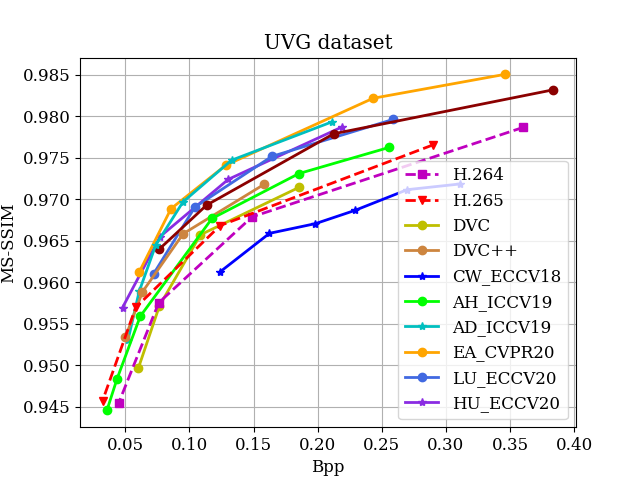 UVG dataset
MS-SSIM
0.985
0.980
0.975
0.970
0.965
0.960
0.955
0.950
0.945
H.264
H.265
DVC
DVC++
CW_ECCV18
AH_ICCV19
AD_ICCV19
EA_CVPR20
LU_ECCV20
HU_ECCV20
0.05 0.10 0.15 0.20 0.25 0.30 0.35 0.40
Bpp